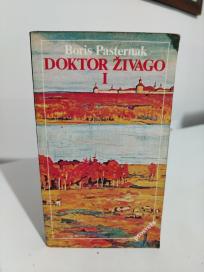 Boris Pasternak
DOKTOR ŽIVAGO
I